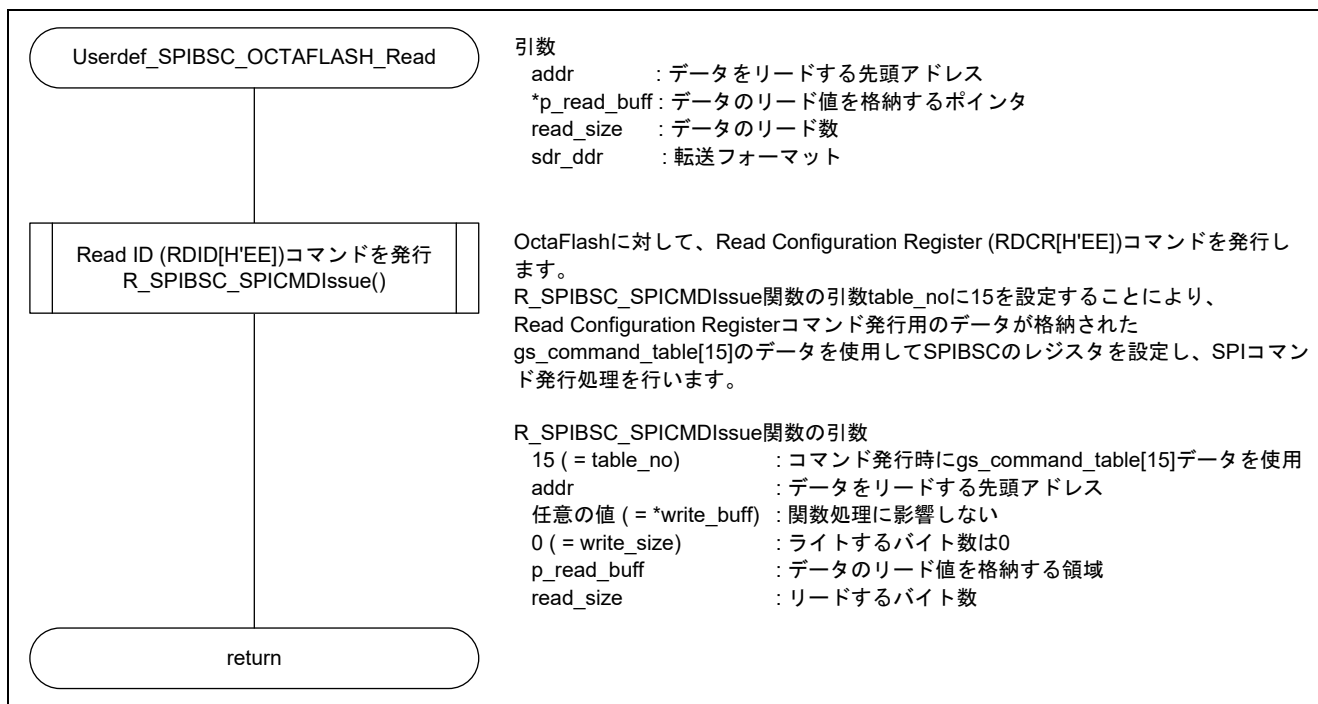 Userdef_SPIBSC_OCTAFLASH_Read
引数
addr : データをリードする先頭アドレス
*p_read_buff : データのリード値を格納するポインタ
read_size : データのリード数
sdr_ddr : 転送フォーマット
Read ID (RDID[H'EE])コマンドを発行
R_SPIBSC_SPICMDIssue()
OctaFlashに対して、Read Configuration Register (RDCR[H'EE])コマンドを発行し
ます。
R_SPIBSC_SPICMDIssue関数の引数table_noに15を設定することにより、
Read Configuration Registerコマンド発行用のデータが格納された
gs_command_table[15]のデータを使用してSPIBSCのレジスタを設定し、SPIコマン
ド発行処理を行います。
R_SPIBSC_SPICMDIssue関数の引数
15 ( = table_no) : コマンド発行時にgs_command_table[15]データを使用
addr : データをリードする先頭アドレス
任意の値 ( = *write_buff) : 関数処理に影響しない
0 ( = write_size) : ライトするバイト数は0
p_read_buff : データのリード値を格納する領域
read_size : リードするバイト数
return